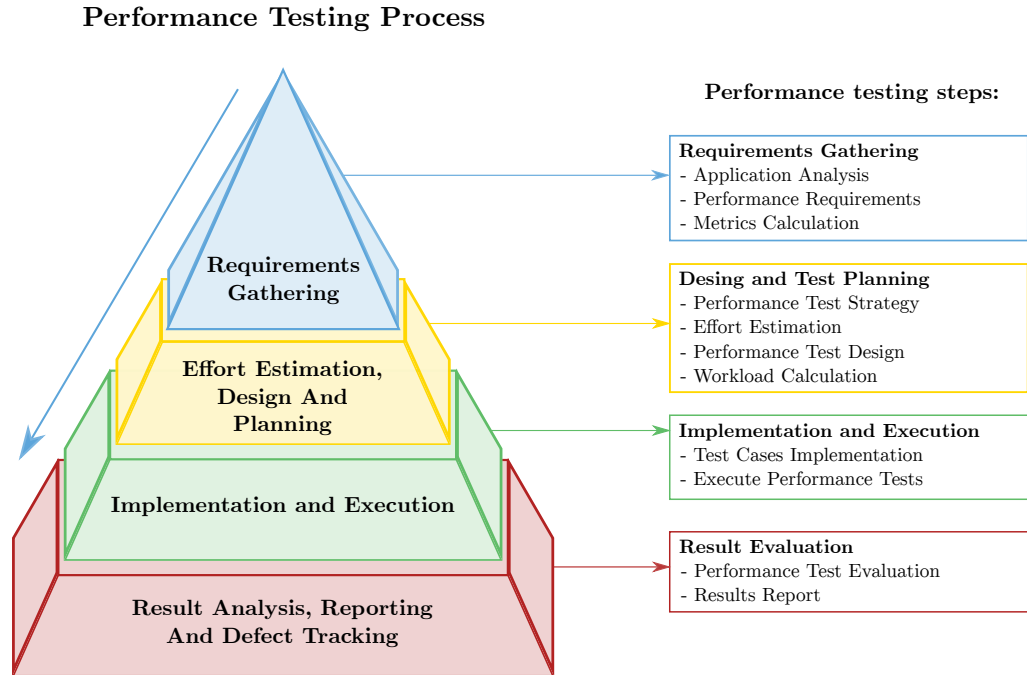 Performance Testing Process
Performance testing steps:
Requirements
Gathering
Effort Estimation,
Design And
Planning
Implementation and Execution
Result Analysis, Reporting
And Defect Tracking
Requirements Gathering
- Application Analysis
- Performance Requirements
- Metrics Calculation
Desing and Test Planning
- Performance Test Strategy
- Effort Estimation
- Performance Test Design
- Workload Calculation
Implementation and Execution
- Test Cases Implementation
- Execute Performance Tests
Result Evaluation
- Performance Test Evaluation
- Results Report